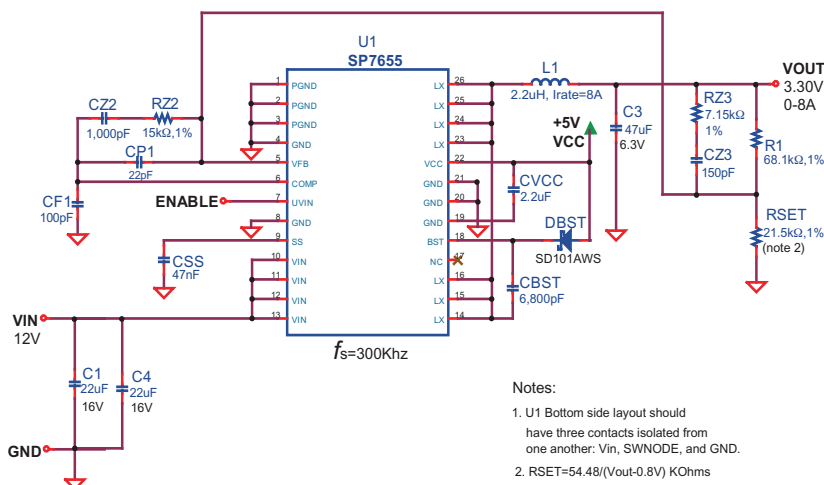 U1
SP7655
CZ2
1,000pF
RZ2
15kΩ,1%
CP1
22pF
CF1
100pF
ENABLE
CSS
47nF
VIN
12V
C1
22uF
16V
C4
22uF
16V
GND
1 PGND
2 PGND
3 PGND
4 GND
5 VFB
6 COMP
7 UVIN
8 GND
9 SS
10 VIN
11 VIN
12 VIN
13 VIN
LX 26
LX 25
LX 24
LX 23
VCC 22
GND 21
GND 20
GND 19
BST 18
NC 17
LX 16
LX 15
LX 14
fs=300Khz
L1
2.2uH, Irate=8A
C3
47uF
6.3V
+5V
VCC
CVCC
2.2uF
DBST
SD101AWS
CBST
6,800pF
RZ3
7.15kΩ
1%
CZ3
150pF
VOUT
3.30V
0-8A
R1
68.1kΩ,1%
RSET
21.5kΩ,1%
(note 2)
Notes:
1. U1 Bottom side layout should
have three contacts isolated from
one another: Vin, SWNODE, and GND.
2. RSET=54.48/(Vout-0.8V) KOhms